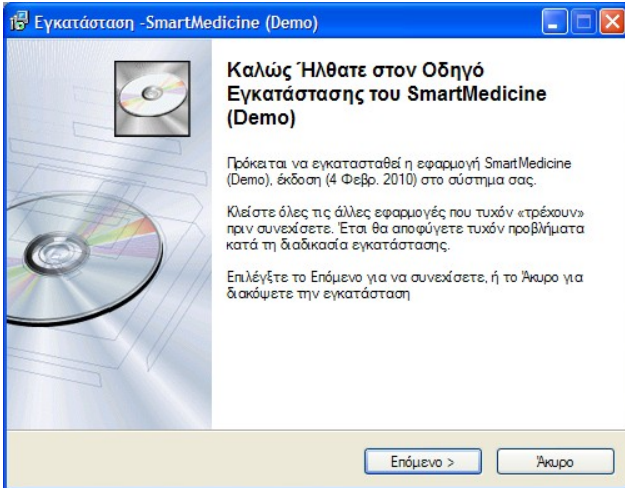 Εγκατάσταση -SmartMedicine (Demo)
Καλώς Ήλθατε στον Οδηγό
Εγκατάστασης του SmartMedicine
(Demo)
Πρόκειται να εγκατασταθεί η εφαρμογή SmartMedicine
(Demo), έκδοση (4 Φεβρ. 2010) στο σύστημα σας.
Κλείστε όλες τις άλλες εφαρμογές που τυχόν «τρέχουν»
πριν συνεχίσετε. Έτσι θα αποφύγετε τυχόν προβλήματα
κατά τη διαδικασία εγκατάστασης.
Επιλέγξτε το Επόμενο για να συνεχίσετε, ή το Άκυρο για
διακόψετε την εγκατάσταση
Επόμενο >
Άκυρο